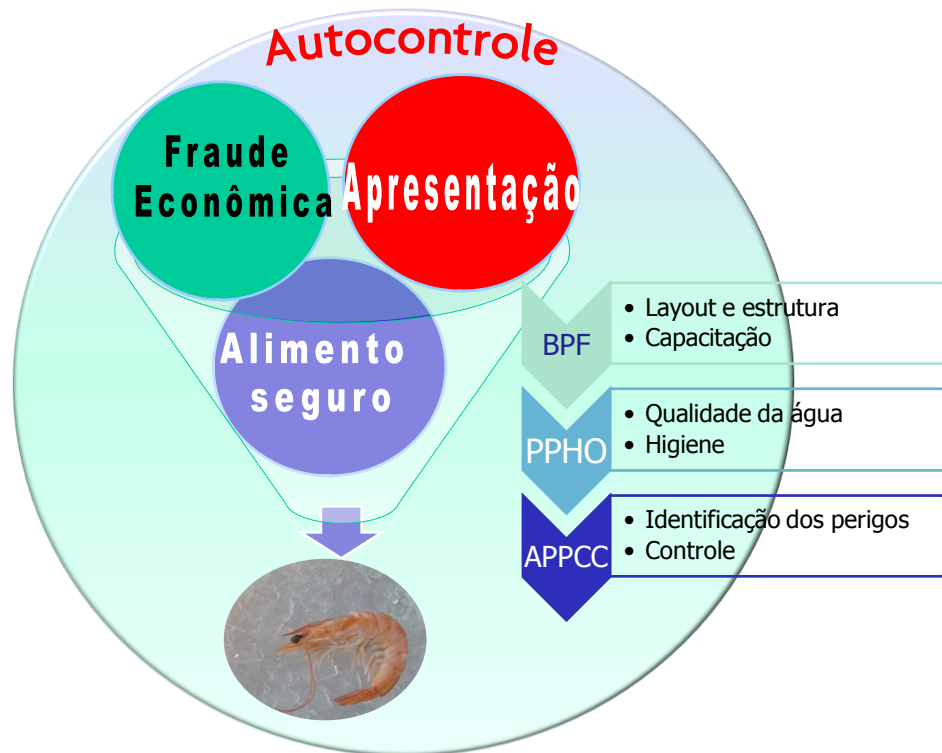 Autocontrole
Fraude
Econômica
Apresentação
Alimento
seguro
BPF
• Layout e estrutura
• Capacitação
PPHO
• Qualidade da água
• Higiene
APPCC
• Identificação dos perigos
• Controle